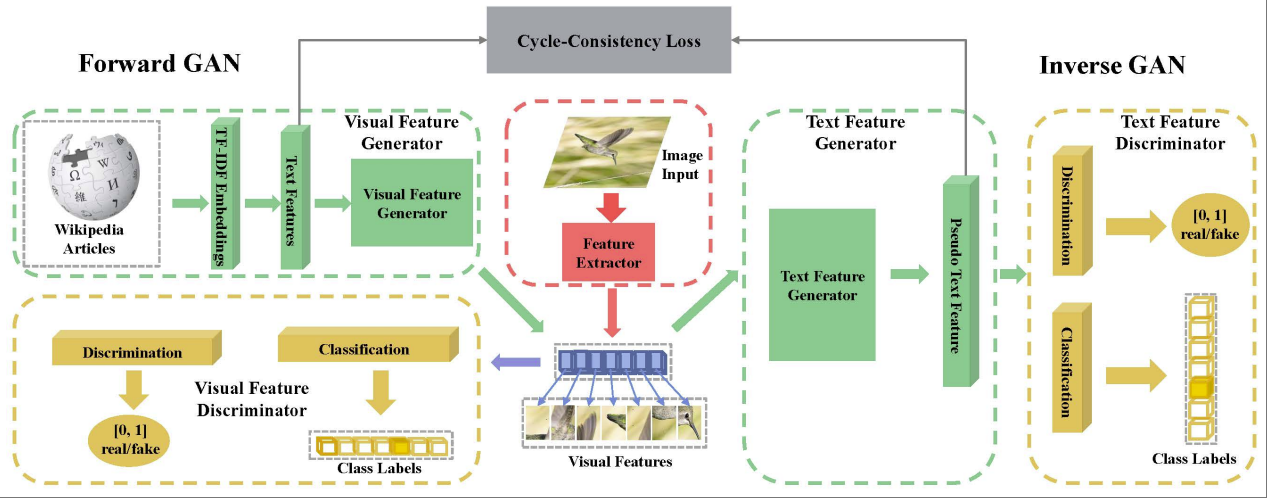 Cycle-Consistency Loss
Forward GAN
Inverse GAN
Visual Feature
Generator
Wikipedia
Articles
TF-IDF Embeddings
Text Features
Visual Feature
Generator
Image
Input
Feature
Extractor
Text Feature
Generator
Text Feature
Generator
Pseudo Text Feature
Text Feature
Discriminator
Discrimination
[0, 1]
real/fake
Classification
Class Labels
Discrimination
Classification
Visual Feature
Discriminator
[0, 1]
real/fake
Class Labels
Visual Features
Ω
W
И
維